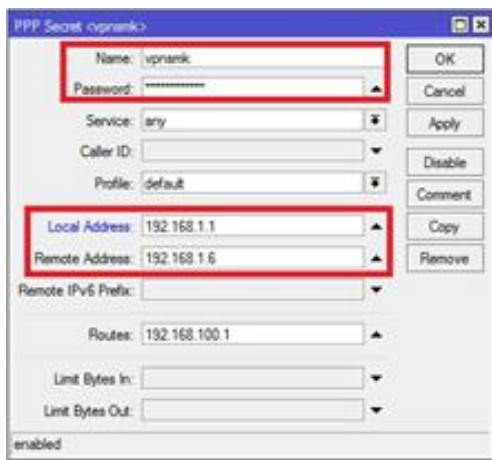 PPP Secret <vpnamk>
Name: vpnamk
OK
Password: *************
Cancel
Service: any
Apply
Caller ID:
Profile: default
Disable
Comment
Local Address: 192.168.1.1
Copy
Remote Address: 192.168.1.6
Remove
Remote IPv6 Prefix:
Routes: 192.168.100.1
Limit Bytes In:
Limit Bytes Out:
enabled